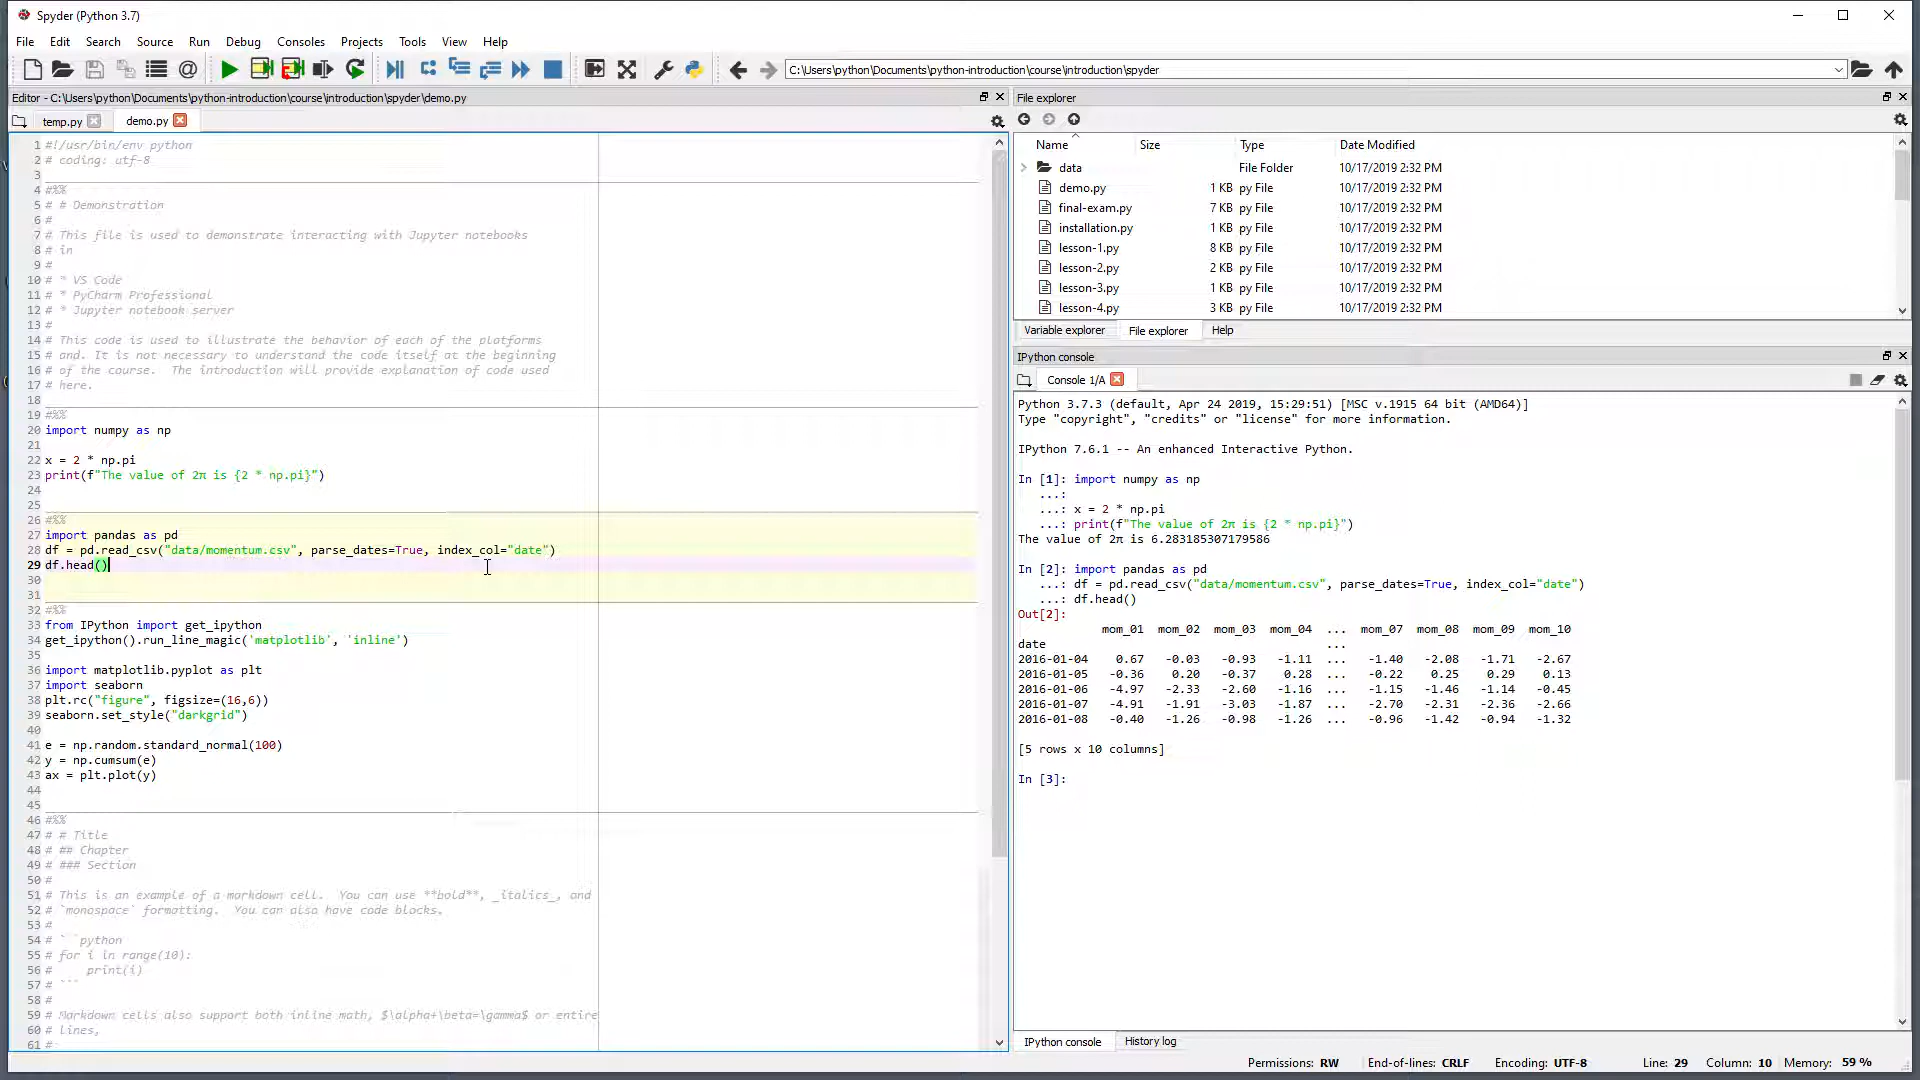 Spyder (Python 3.7)
File Edit Search Source Run Debug Consoles Projects Tools View Help
C:\Users\python\Documents\python-introduction\course\introduction\spyder
Editor - C:\Users\python\Documents\python-introduction\course\introduction\spyder\demo.py
temp.py demo.py
1 #!/usr/bin/env python
2 # coding: utf-8
3
4 #%%
5 # # Demonstration
6 #
7 # This file is used to demonstrate interacting with Jupyter notebooks
8 # in
9 #
10 # * VS Code
11 # * PyCharm Professional
12 # * Jupyter notebook server
13 #
14 # This code is used to illustrate the behavior of each of the platforms
15 # and. It is not necessary to understand the code itself at the beginning
16 # of the course.  The introduction will provide explanation of code used
17 # here.
18
19 #%%
20 import numpy as np
21
22 x = 2 * np.pi
23 print(f"The value of 2π is {2 * np.pi}")
24
25
26 #%%
27 import pandas as pd
28 df = pd.read_csv("data/momentum.csv", parse_dates=True, index_col="date")
29 df.head()
30
31
32 #%%
33 from IPython import get_ipython
34 get_ipython().run_line_magic('matplotlib', 'inline')
35
36 import matplotlib.pyplot as plt
37 import seaborn
38 plt.rc("figure", figsize=(16,6))
39 seaborn.set_style("darkgrid")
40
41 e = np.random.standard_normal(100)
42 y = np.cumsum(e)
43 ax = plt.plot(y)
44
45
46 #%%
47 # # Title
48 # ## Chapter
49 # ### Section
50 #
51 # This is an example of a markdown cell.  You can use **bold**, _italics_, and
52 # `monospace` formatting.  You can also have code blocks.
53 #
54 # ```python
55 # for i in range(10):
56 #     print(i)
57 # ```
58 #
59 # Markdown cells also support both inline math, $\alpha+\beta=\gamma$ or entire
60 # lines,
61 #
File explorer
Name Size Type Date Modified
data File Folder 10/17/2019 2:32 PM
demo.py 1 KB py File 10/17/2019 2:32 PM
final-exam.py 7 KB py File 10/17/2019 2:32 PM
installation.py 1 KB py File 10/17/2019 2:32 PM
lesson-1.py 8 KB py File 10/17/2019 2:32 PM
lesson-2.py 2 KB py File 10/17/2019 2:32 PM
lesson-3.py 1 KB py File 10/17/2019 2:32 PM
lesson-4.py 3 KB py File 10/17/2019 2:32 PM
Variable explorer File explorer Help
IPython console
Console 1/A
Python 3.7.3 (default, Apr 24 2019, 15:29:51) [MSC v.1915 64 bit (AMD64)]
Type "copyright", "credits" or "license" for more information.
IPython 7.6.1 -- An enhanced Interactive Python.
In [1]: import numpy as np
...:
...: x = 2 * np.pi
...: print(f"The value of 2π is {2 * np.pi}")
The value of 2π is 6.283185307179586
In [2]: import pandas as pd
...: df = pd.read_csv("data/momentum.csv", parse_dates=True, index_col="date")
...: df.head()
Out[2]:
mom_01 mom_02 mom_03 mom_04 ... mom_07 mom_08 mom_09 mom_10
date ...
2016-01-04 0.67 -0.03 -0.93 -1.11 ... -1.40 -2.08 -1.71 -2.67
2016-01-05 -0.36 0.20 -0.37 0.28 ... -0.22 0.25 0.29 0.13
2016-01-06 -4.97 -2.33 -2.60 -1.16 ... -1.15 -1.46 -1.14 -0.45
2016-01-07 -4.91 -1.91 -3.03 -1.87 ... -2.70 -2.31 -2.36 -2.66
2016-01-08 -0.40 -1.26 -0.98 -1.26 ... -0.96 -1.42 -0.94 -1.32
[5 rows x 10 columns]
In [3]:
IPython console History log
Permissions: RW End-of-lines: CRLF Encoding: UTF-8 Line: 29 Column: 10 Memory: 59 %